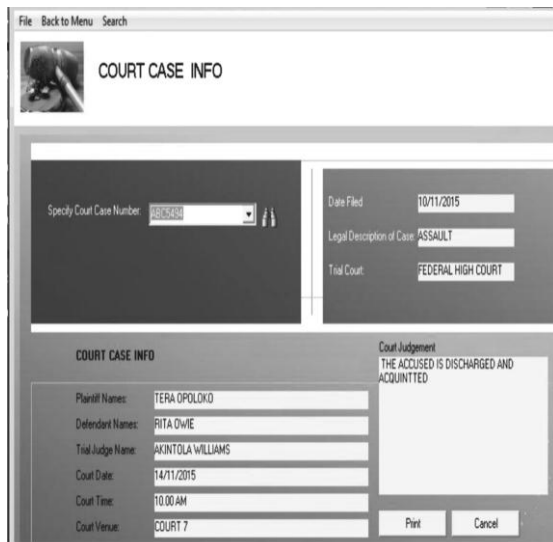 File Back to Menu Search
COURT CASE INFO
Specify Court Case Number: ABC5494
Date Filed 10/11/2015
Legal Description of Case: ASSAULT
Trial Court: FEDERAL HIGH COURT
COURT CASE INFO
Plaintiff Names: TERA OPOLOKO
Defendant Names: RITA OWIE
Trial Judge Name: AKINTOLA WILLIAMS
Court Date: 14/11/2015
Court Time: 10.00 AM
Court Venue: COURT 7
Court Judgement
THE ACCUSED IS DISCHARGED AND
ACQUINTTED
Print Cancel